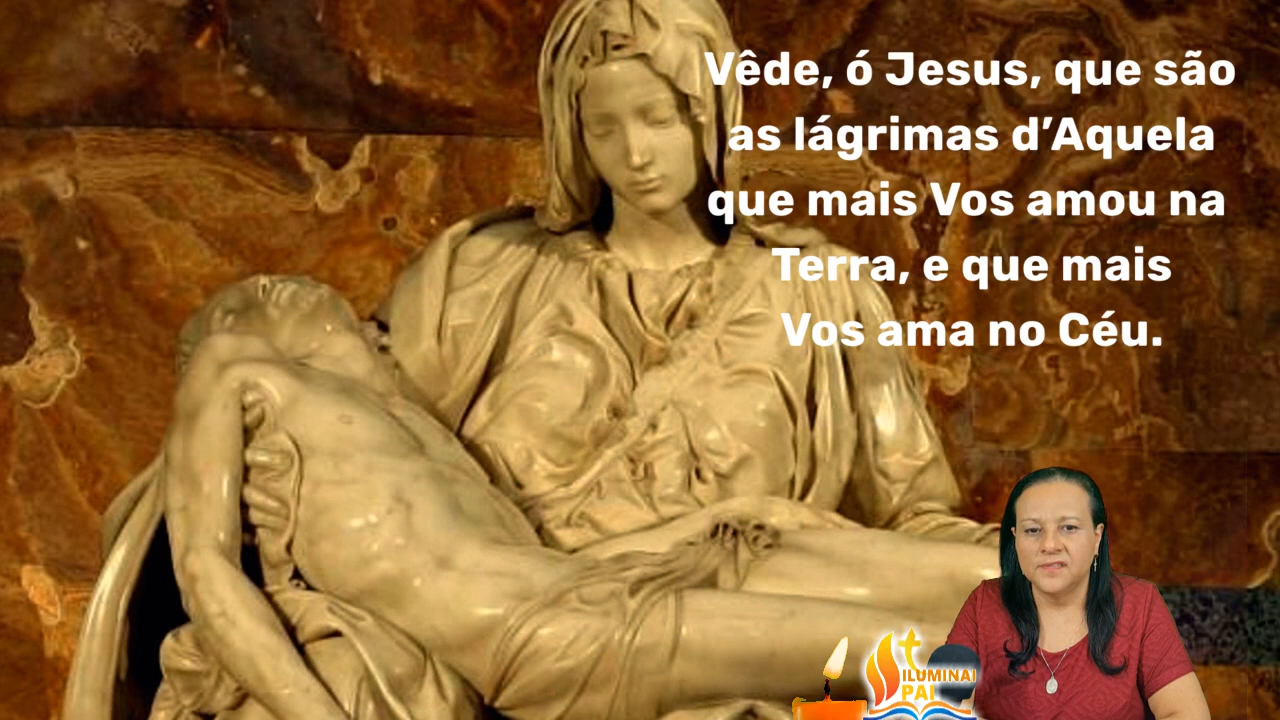 Vêde, ó Jesus, que são
as lágrimas d’Aquela
que mais Vos amou na
Terra, e que mais
Vos ama no Céu.
ILUMINAI
PAI